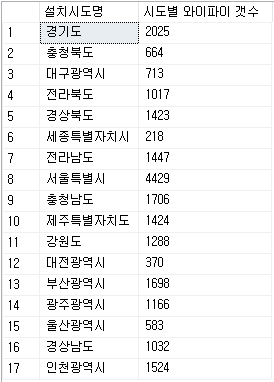 설치시도명 시도별 와이파이 갯수
1 경기도 2025
2 충청북도 664
3 대구광역시 713
4 전라북도 1017
5 경상북도 1423
6 세종특별자치시 218
7 전라남도 1447
8 서울특별시 4429
9 충청남도 1706
10 제주특별자치도 1424
11 강원도 1288
12 대전광역시 370
13 부산광역시 1698
14 광주광역시 1166
15 울산광역시 583
16 경상남도 1032
17 인천광역시 1524